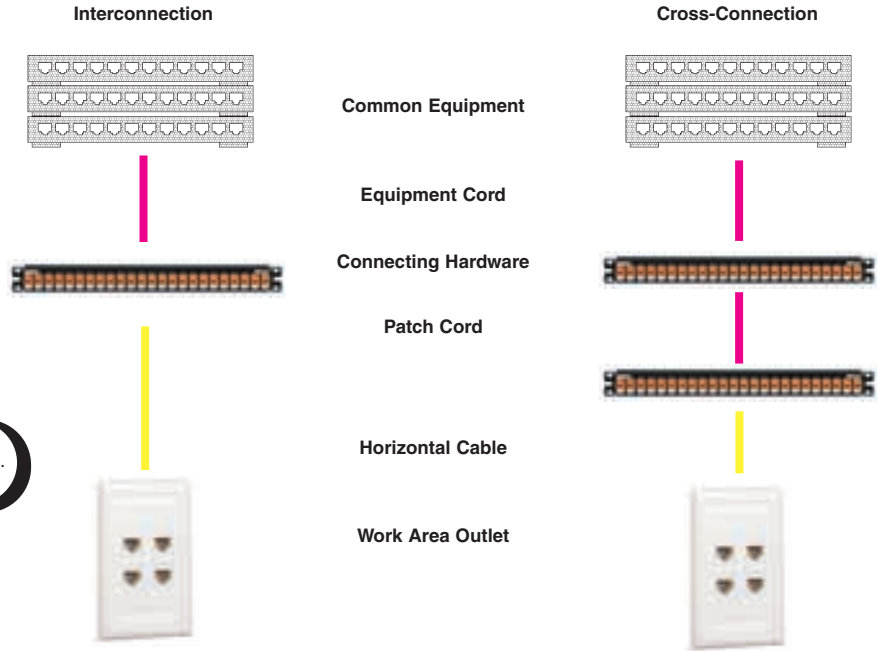 Interconnection
Cross-Connection
Common Equipment
Equipment Cord
Connecting Hardware
Patch Cord
Horizontal Cable
Work Area Outlet